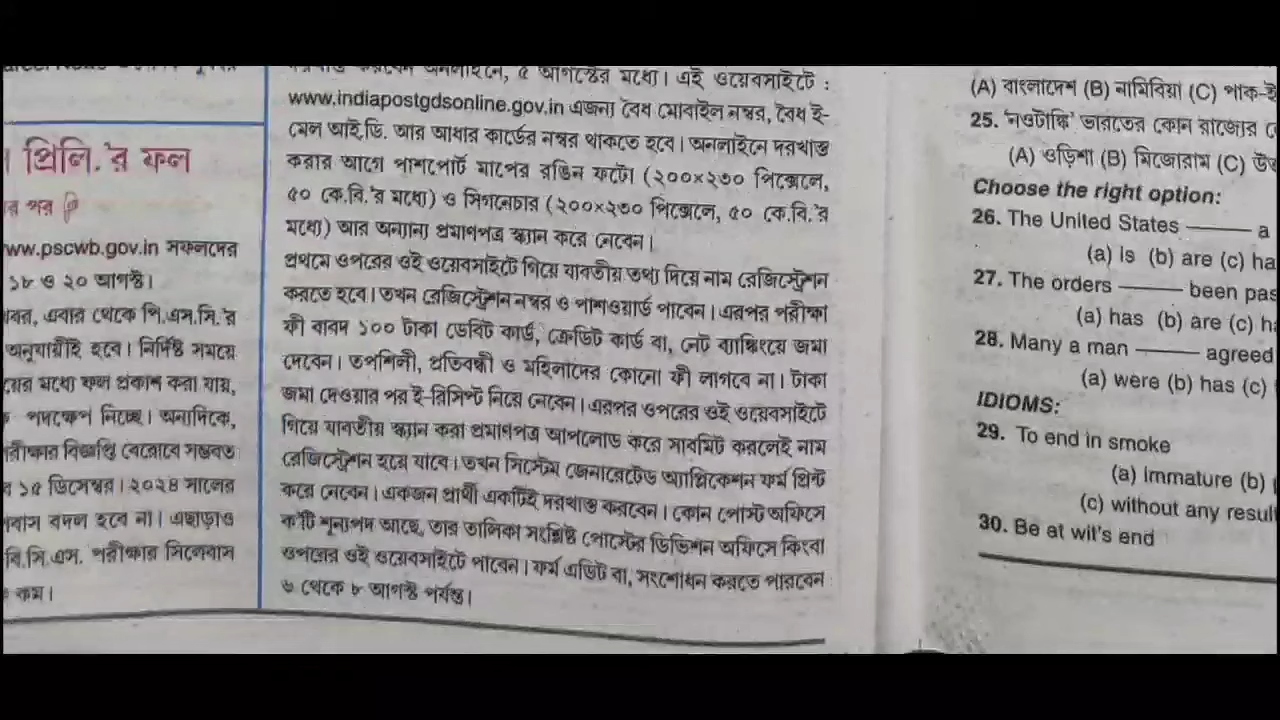 প্রিলি.'র ফল
র পর
ww.pscwb.gov.in সফলদের
১৮ ও ২০ আগস্ট।
এবার থেকে পি.এস.সি.'র
অনুযায়ীই হবে। নির্দিষ্ট সময়ে
মধ্যে ফল প্রকাশ করা যায়,
পদক্ষেপ নিচ্ছে। অন্যদিকে,
বিজ্ঞপ্তি বেরোবে সম্ভবত
১৫ ডিসেম্বর। ২০২৪ সালের
বদল হবে না। এছাড়াও
বি.সি.এস. পরীক্ষার সিলেবাস
কম।
অনলাইনে, ৫ আগস্টের মধ্যে। এই ওয়েবসাইটে :
www.indiapostgdsonline.gov.in এজন্য বৈধ মোবাইল নম্বর, বৈধ ই-
মেল আই.ডি. আর আধার কার্ডের নম্বর থাকতে হবে। অনলাইনে দরখাস্ত
করার আগে পাশপোর্ট মাপের রঙিন ফটো (২০০×২৩০ পিক্সেলে,
৫০ কে.বি.'র মধ্যে) ও সিগনেচার (২০০×২৩০ পিক্সেলে, ৫০ কে.বি.'র
মধ্যে) আর অন্যান্য প্রমাণপত্র স্ক্যান করে নেবেন।
প্রথমে ওপরের ওই ওয়েবসাইটে গিয়ে যাবতীয় তথ্য দিয়ে নাম রেজিস্ট্রেশন
করতে হবে। তখন রেজিস্ট্রেশন নম্বর ও পাশওয়ার্ড পাবেন। এরপর পরীক্ষা
ফী বাবদ ১০০ টাকা ডেবিট কার্ড, ক্রেডিট কার্ড বা, নেট ব্যাঙ্কিংয়ে জমা
দেবেন। তপশিলী, প্রতিবন্ধী ও মহিলাদের কোনো ফী লাগবে না। টাকা
জমা দেওয়ার পর ই-রিসিপ্ট নিয়ে নেবেন। এরপর ওপরের ওই ওয়েবসাইটে
গিয়ে যাবতীয় স্ক্যান করা প্রমাণপত্র আপলোড করে সাবমিট করলেই নাম
রেজিস্ট্রেশন হয়ে যাবে। তখন সিস্টেম জেনারেটেড অ্যাপ্লিকেশন ফর্ম প্রিন্ট
করে নেবেন। একজন প্রার্থী একটিই দরখাস্ত করবেন। কোন পোস্ট অফিসে
ক'টি শূন্যপদ আছে, তার তালিকা সংশ্লিষ্ট পোস্টের ডিভিশন অফিসে কিংবা
ওপরের ওই ওয়েবসাইটে পাবেন। ফর্ম এডিট বা, সংশোধন করতে পারবেন
৬ থেকে ৮ আগস্ট পর্যন্ত।
(A) বাংলাদেশ (B) নামিবিয়া (C) পাক-ই
25. 'নওটাঙ্কি' ভারতের কোন রাজ্যের
(A) ওড়িশা (B) মিজোরাম (C) উত্ত
Choose the right option:
26. The United States ——— a
(a) is (b) are (c) ha
27. The orders ——— been pas
(a) has (b) are (c) h
28. Many a man ——— agreed
(a) were (b) has (c)
IDIOMS:
29. To end in smoke
(a) Immature (b)
(c) without any result
30. Be at wit's end